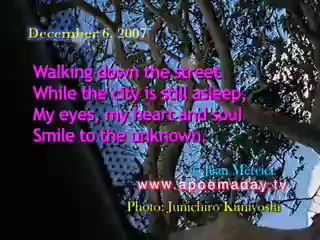 December 6, 2007
Walking down the street
While the city is still asleep,
My eyes, my heart and soul
Smile to the unknown.
© Jean Mercier
www.apoemaday.tv
Photo: Junichiro Kuniyoshi